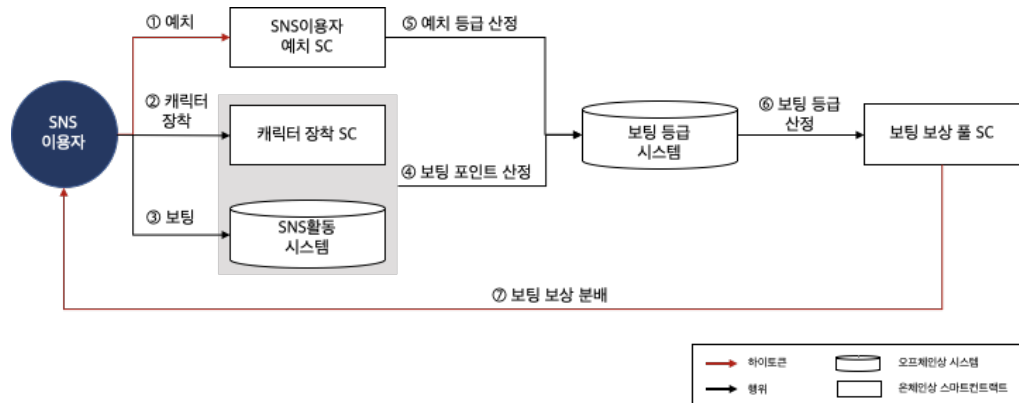 ① 예치
SNS이용자
예치 SC
⑤ 예치 등급 산정
SNS
이용자
② 캐릭터
장착
캐릭터 장착 SC
④ 보팅 포인트 산정
③ 보팅
SNS활동
시스템
보팅 등급
시스템
⑥ 보팅 등급
산정
보팅 보상 풀 SC
⑦ 보팅 보상 분배
하이토큰
오프체인상 시스템
행위
온체인상 스마트컨트랙트